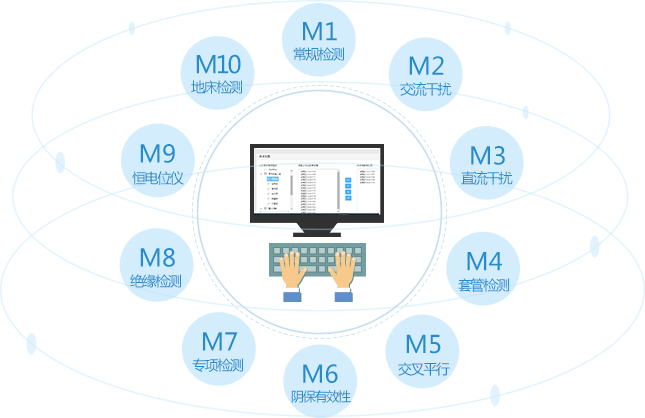 M1
常规检测
M2
交流干扰
M3
直流干扰
M4
套管检测
M5
交叉平行
M6
阴保有效性
M7
专项检测
M8
绝缘检测
M9
恒电位仪
M10
地床检测